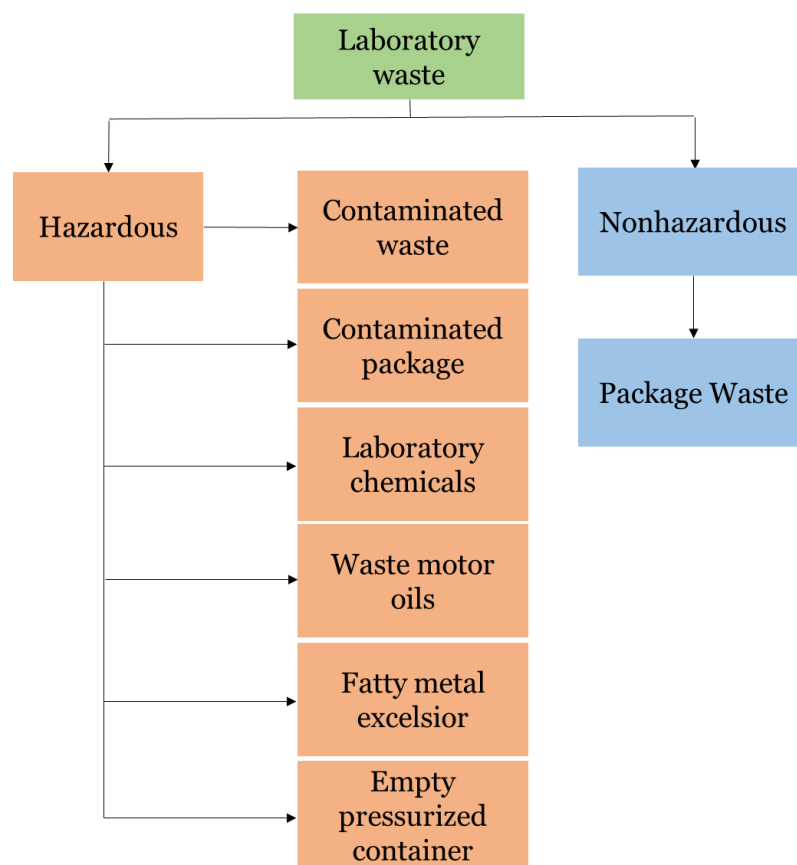 Laboratory
waste
Hazardous
Contaminated
waste
Nonhazardous
Contaminated
package
Package Waste
Laboratory
chemicals
Waste motor
oils
Fatty metal
excelsior
Empty
pressurized
container